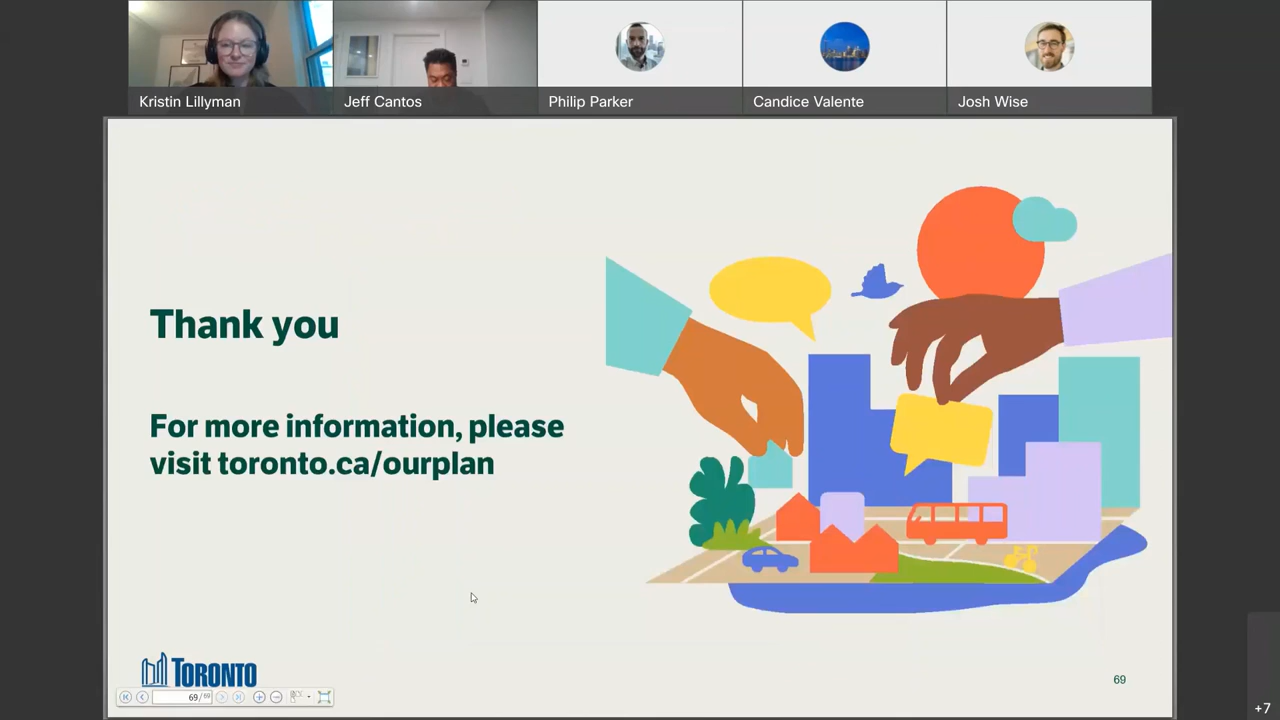 Kristin Lillyman
Jeff Cantos
Philip Parker
Candice Valente
Josh Wise
Thank you
For more information, please
visit toronto.ca/ourplan
TORONTO
69/69
69
+7